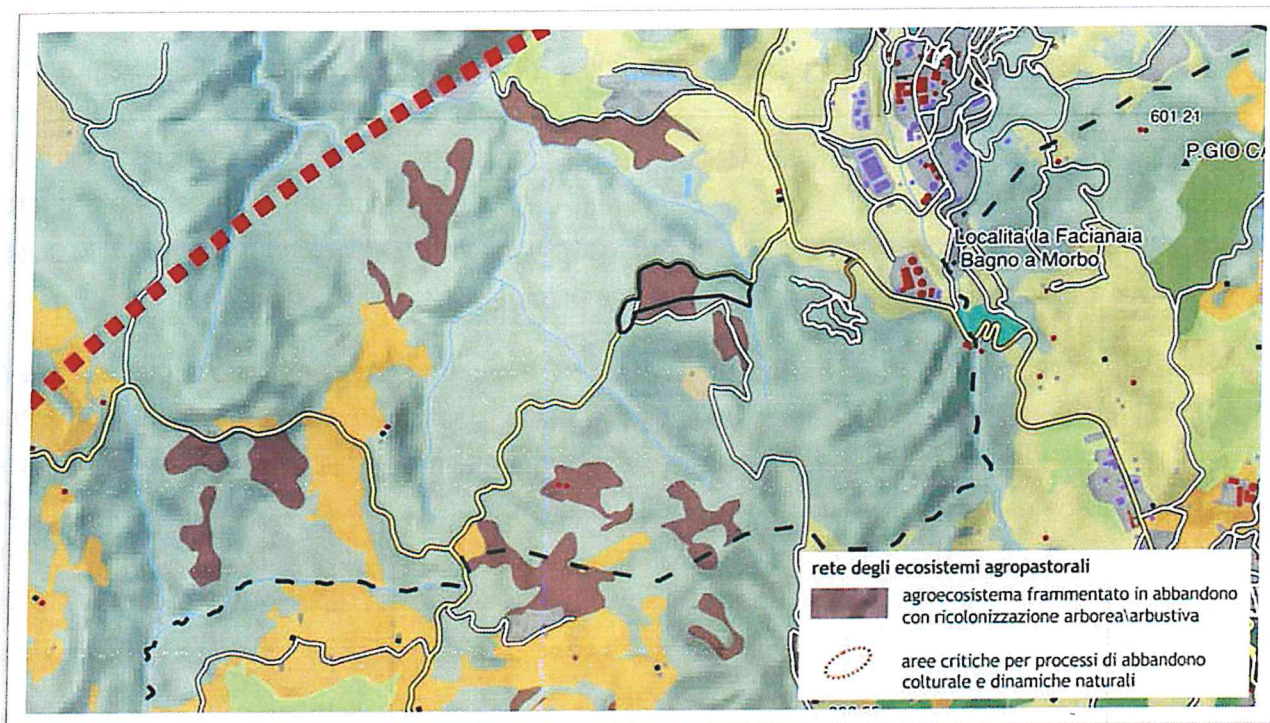 601.21
P.GIO CA
Localita' la Facianaia
Bagno a Morbo
rete degli ecosistemi agropastorali
agroecosistema frammentato in abbandono
con ricolonizzazione arborea\arbustiva
aree critiche per processi di abbandono
colturale e dinamiche naturali